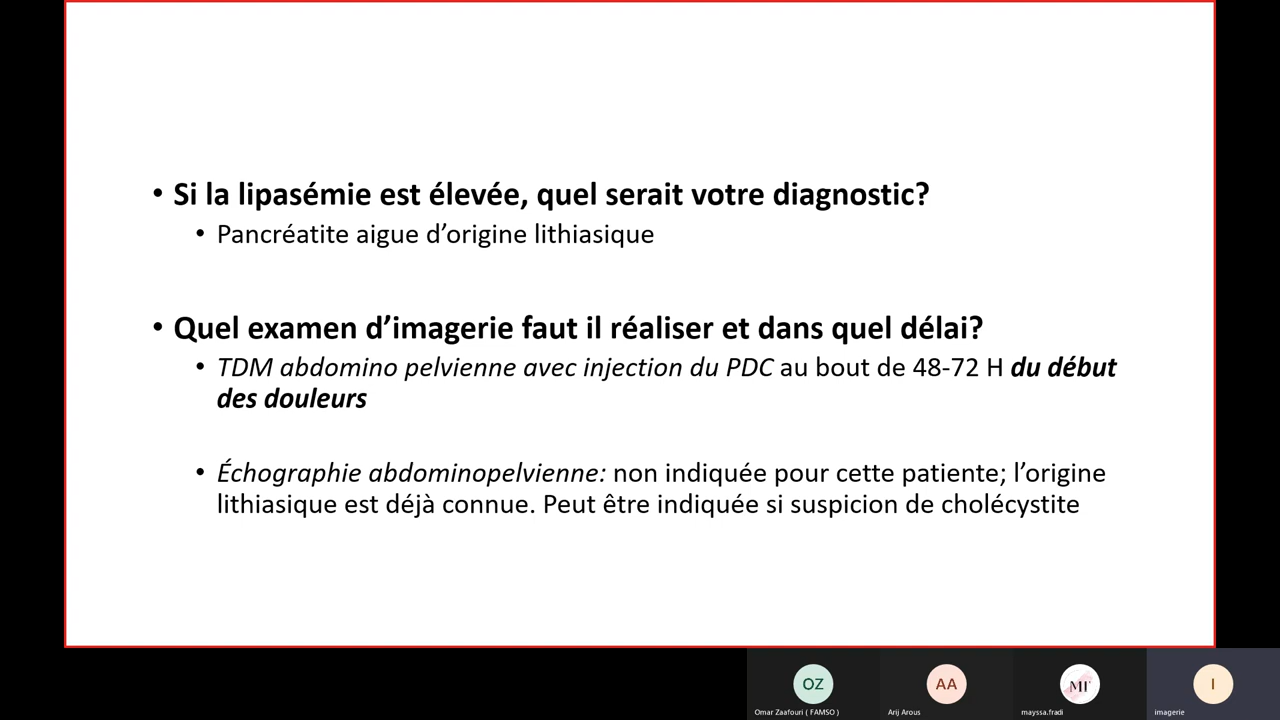 • Si la lipasémie est élevée, quel serait votre diagnostic?
• Pancréatite aigue d’origine lithiasique
• Quel examen d’imagerie faut il réaliser et dans quel délai?
• TDM abdomino pelvienne avec injection du PDC au bout de 48-72 H du début
des douleurs
• Échographie abdominopelvienne: non indiquée pour cette patiente; l’origine
lithiasique est déjà connue. Peut être indiquée si suspicion de cholécystite
OZ
AA
MF
I
Omar Zaafouri ( FAMSO )
Arij Arous
mayssa.fradi
imagerie